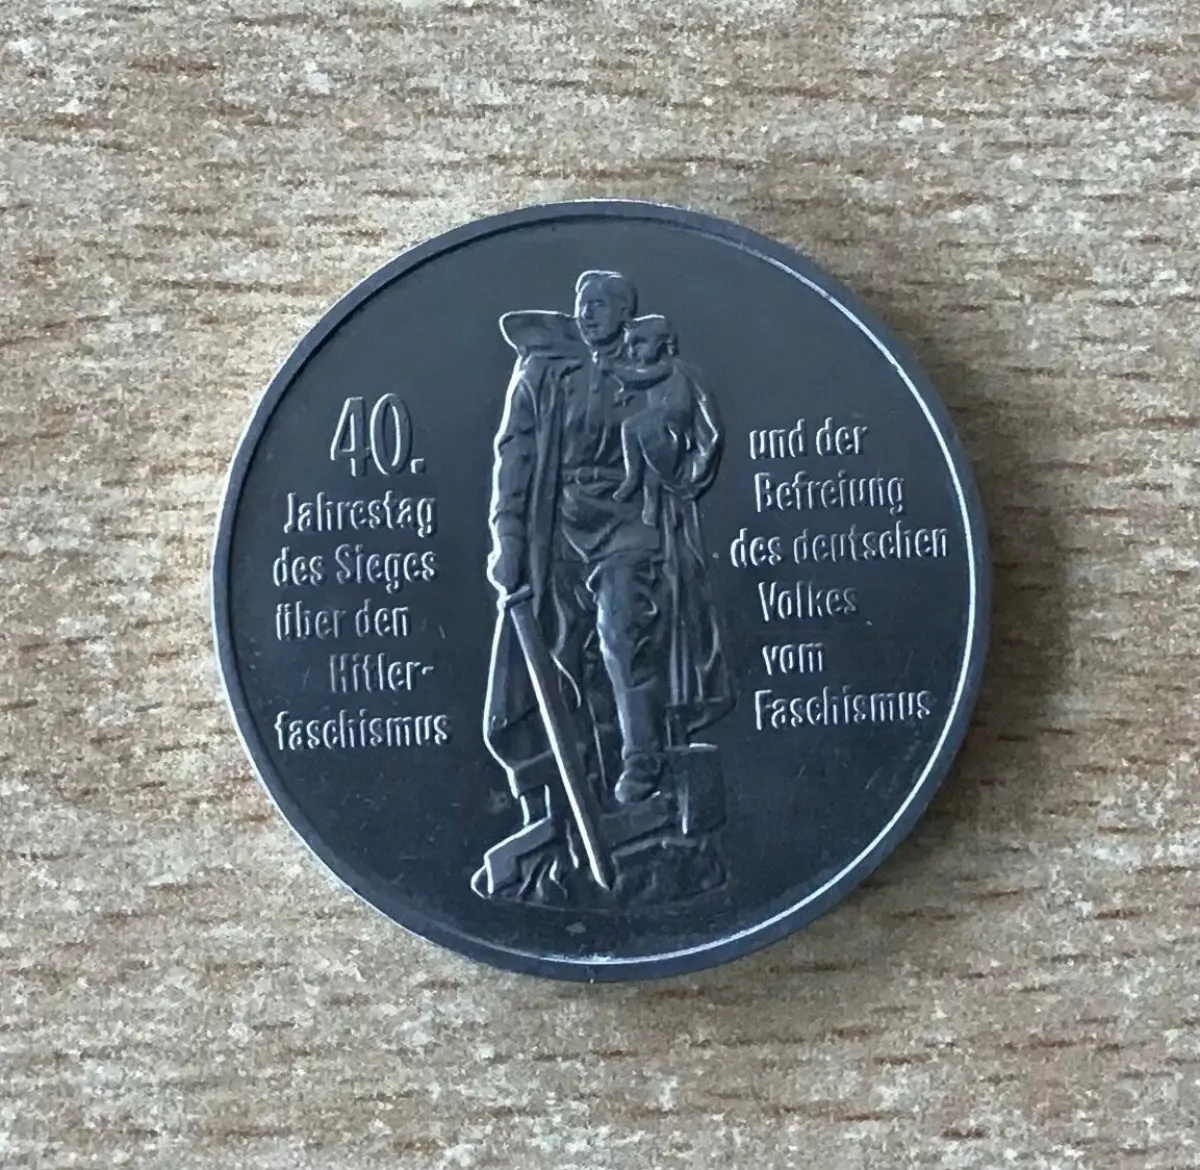 40.
Jahrestag
des Sieges
über den
Hitler-
faschismus
und der
Befreiung
des deutschen
Volkes
vom
Faschismus